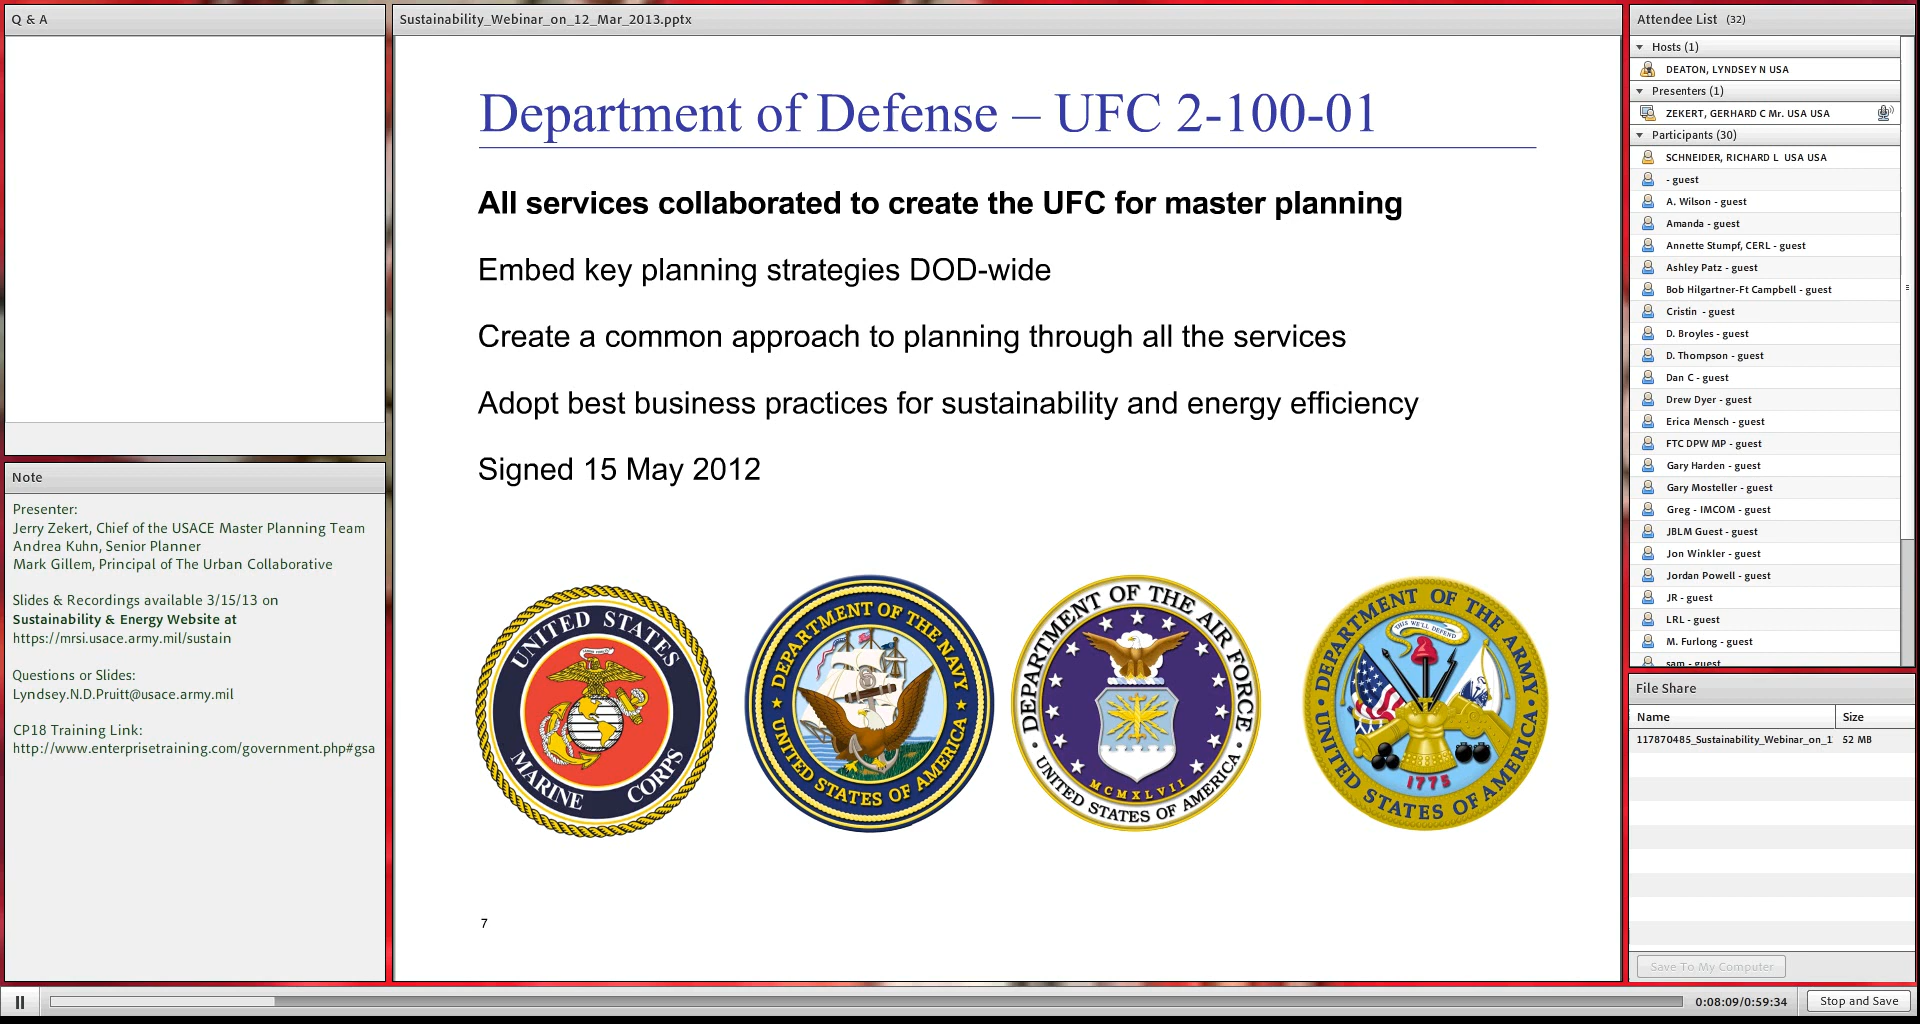 Q & A
Sustainability_Webinar_on_12_Mar_2013.pptx
Department of Defense – UFC 2-100-01
All services collaborated to create the UFC for master planning
Embed key planning strategies DOD-wide
Create a common approach to planning through all the services
Adopt best business practices for sustainability and energy efficiency
Signed 15 May 2012
UNITED STATES
MARINE CORPS
DEPARTMENT OF THE NAVY
UNITED STATES OF AMERICA
DEPARTMENT OF THE AIR FORCE
MCMXLVII
UNITED STATES OF AMERICA
DEPARTMENT OF THE ARMY
THIS WE'LL DEFEND
1775
UNITED STATES OF AMERICA
7
Note
Presenter:
Jerry Zekert, Chief of the USACE Master Planning Team
Andrea Kuhn, Senior Planner
Mark Gillem, Principal of The Urban Collaborative
Slides & Recordings available 3/15/13 on
Sustainability & Energy Website at
https://mrsi.usace.army.mil/sustain
Questions or Slides:
Lyndsey.N.D.Pruitt@usace.army.mil
CP18 Training Link:
http://www.enterprisetraining.com/government.php#gsa
Attendee List (32)
Hosts (1)
DEATON, LYNDSEY N USA
Presenters (1)
ZEKERT, GERHARD C Mr. USA USA
Participants (30)
SCHNEIDER, RICHARD L USA USA
- guest
A. Wilson - guest
Amanda - guest
Annette Stumpf, CERL - guest
Ashley Patz - guest
Bob Hilgartner-Ft Campbell - guest
Cristin - guest
D. Broyles - guest
D. Thompson - guest
Dan C - guest
Drew Dyer - guest
Erica Mensch - guest
FTC DPW MP - guest
Gary Harden - guest
Gary Mosteller - guest
Greg - IMCOM - guest
JBLM Guest - guest
Jon Winkler - guest
Jordan Powell - guest
JR - guest
LRL - guest
M. Furlong - guest
sam - guest
File Share
Name Size
117870485_Sustainability_Webinar_on_1 52 MB
Save To My Computer
0:08:09/0:59:34
Stop and Save